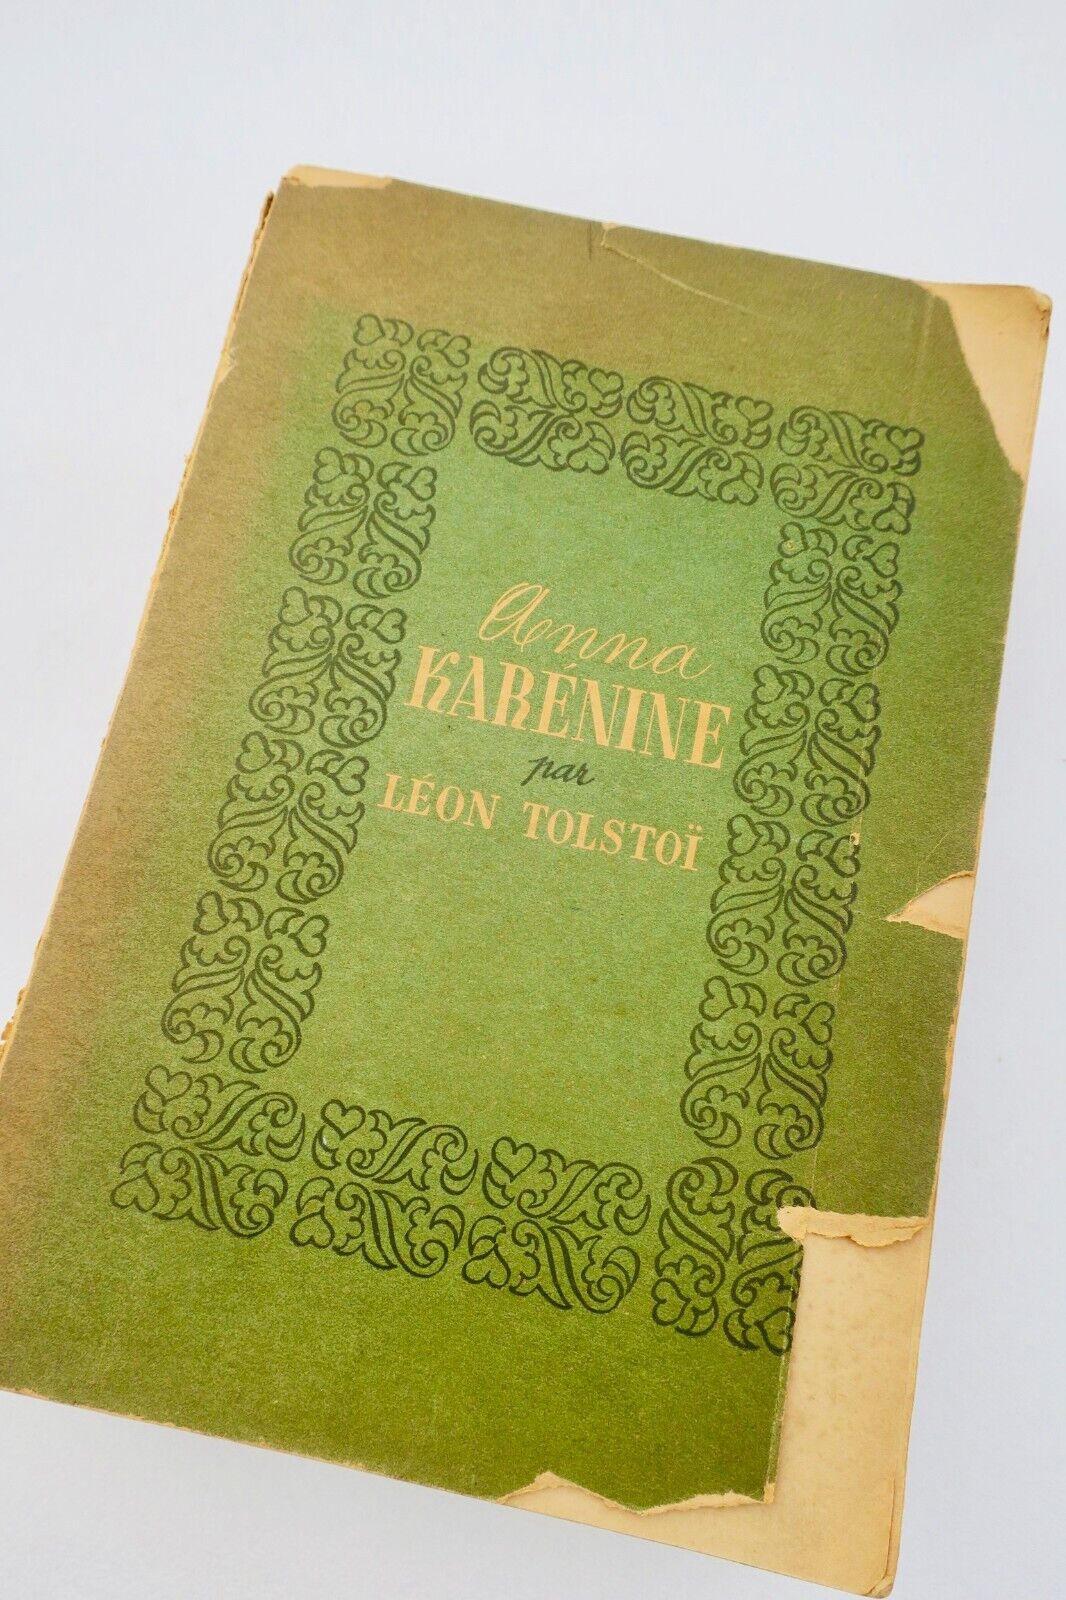 Anna
KARÉNINE
par
LÉON TOLSTOÏ